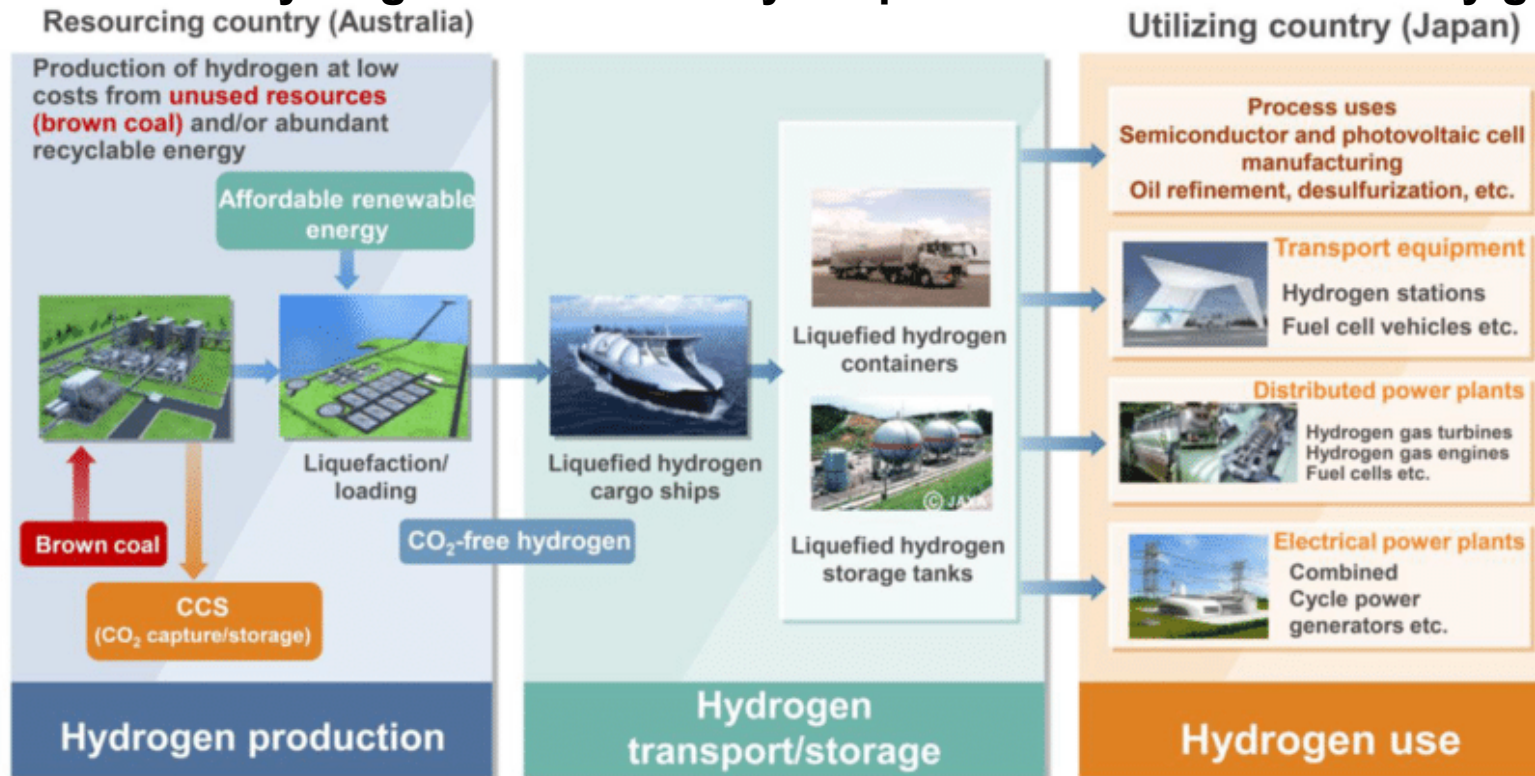 Resourcing country (Australia)
Utilizing country (Japan)
Production of hydrogen at low
costs from unused resources
(brown coal) and/or abundant
recyclable energy
Affordable renewable
energy
Liquefaction/
loading
Brown coal
CCS
(CO₂ capture/storage)
CO₂-free hydrogen
Hydrogen production
Liquefied hydrogen
cargo ships
Liquefied hydrogen
containers
© JAXA
Liquefied hydrogen
storage tanks
Hydrogen
transport/storage
Process uses
Semiconductor and photovoltaic cell
manufacturing
Oil refinement, desulfurization, etc.
Transport equipment
Hydrogen stations
Fuel cell vehicles etc.
Distributed power plants
Hydrogen gas turbines
Hydrogen gas engines
Fuel cells etc.
Electrical power plants
Combined
Cycle power
generators etc.
Hydrogen use